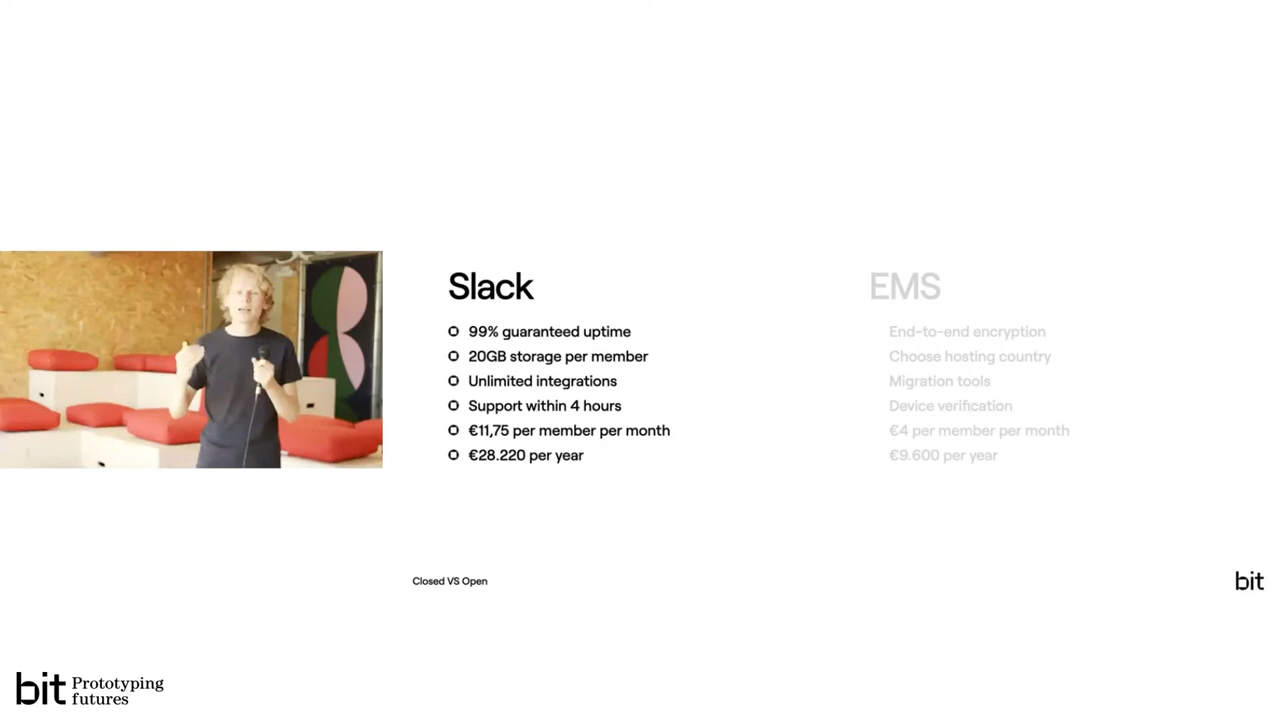 Slack
99% guaranteed uptime
20GB storage per member
Unlimited integrations
Support within 4 hours
€11,75 per member per month
€28.220 per year
EMS
End-to-end encryption
Choose hosting country
Migration tools
Device verification
€4 per member per month
€9.600 per year
Closed VS Open
bit
bit Prototyping
futures